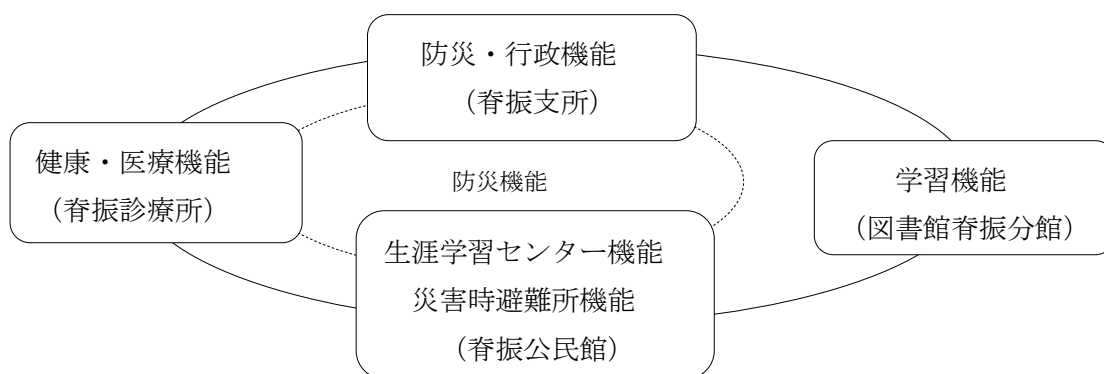 防災・行政機能
（脊振支所）
健康・医療機能
（脊振診療所）
防災機能
学習機能
（図書館脊振分館）
生涯学習センター機能
災害時避難所機能
（脊振公民館）